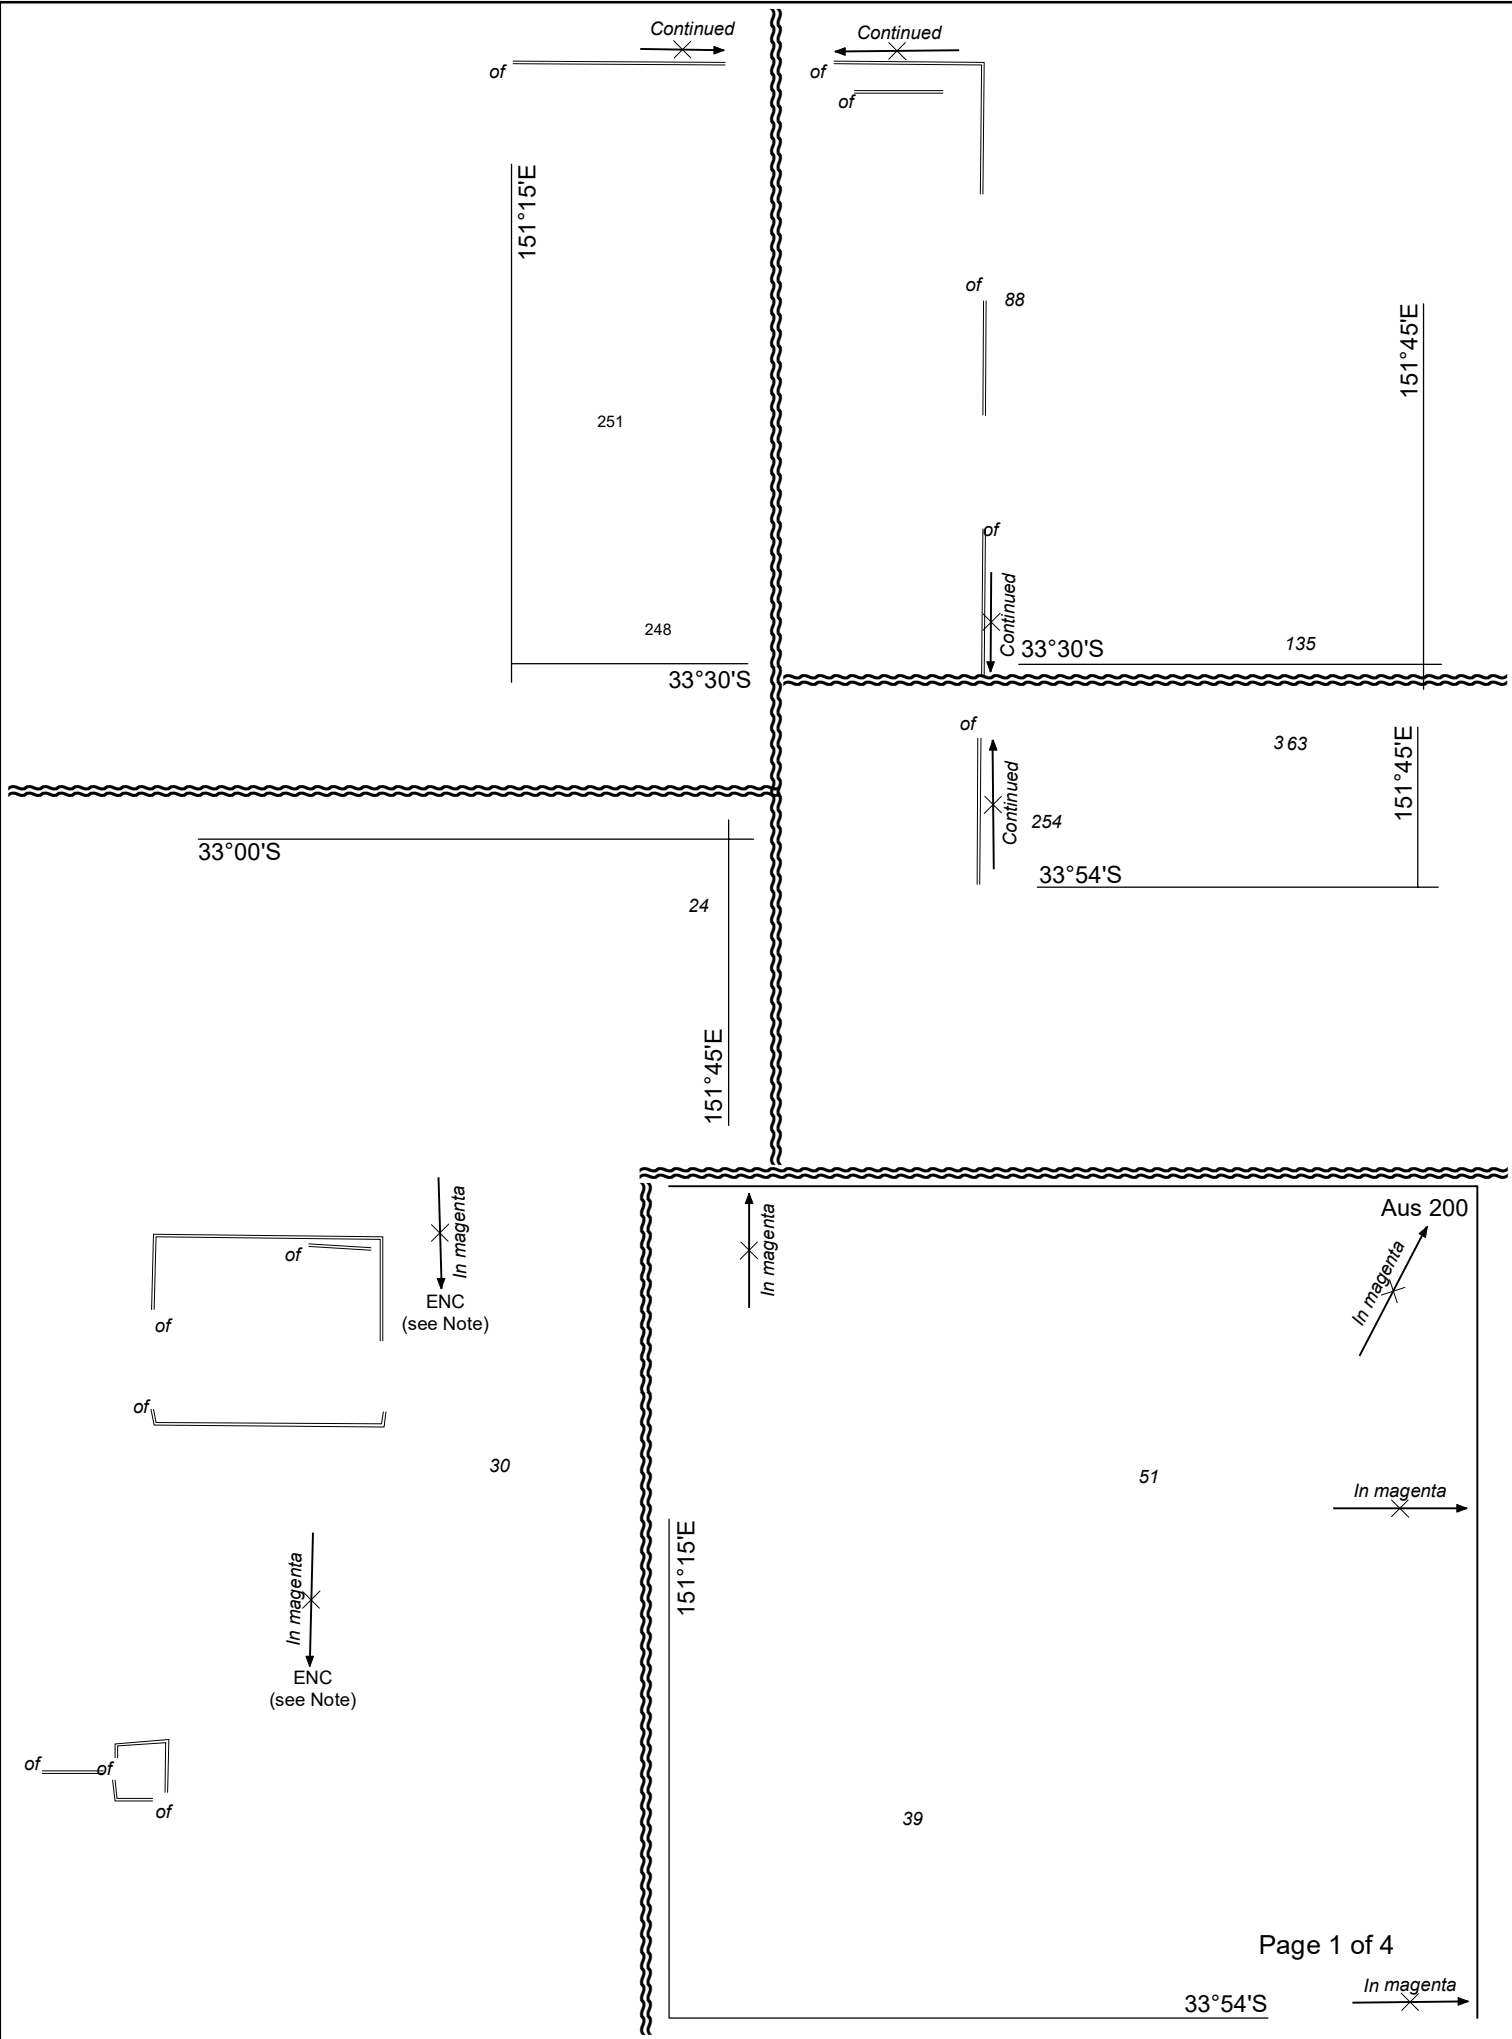 Continued
of
151°15'E
251
248
33°30'S
Continued
of
of
of
88
151°45'E
of
Continued
33°30'S
135
of
363
151°45'E
Continued
254
33°54'S
33°00'S
24
151°45'E
In magenta
of
ENC
(see Note)
of
of
30
In magenta
ENC
(see Note)
of
of
of
In magenta
Aus 200
In magenta
51
In magenta
151°15'E
39
Page 1 of 4
In magenta
33°54'S